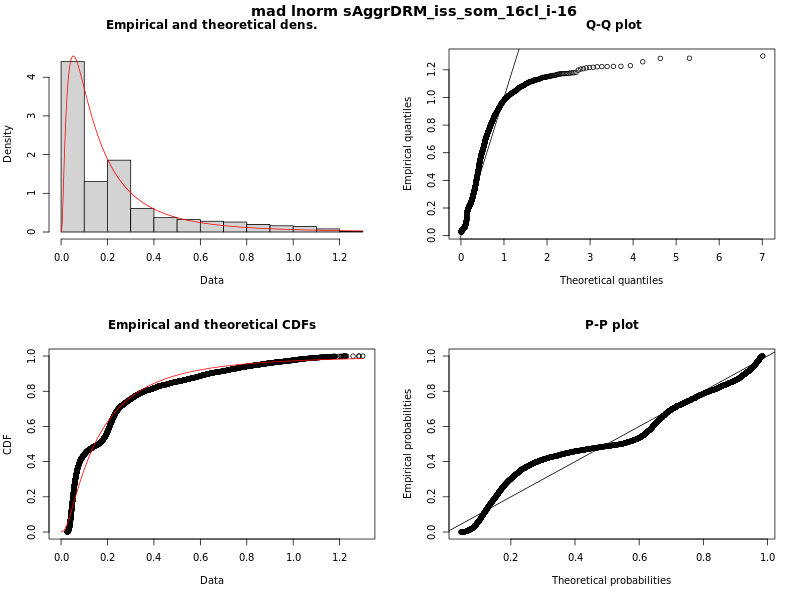 mad lnorm sAggrDRM_iss_som_16cl_i-16
Empirical and theoretical dens.
Density
0 1 2 3 4
0.0 0.2 0.4 0.6 0.8 1.0 1.2
Data
Q-Q plot
Empirical quantiles
0.0 0.2 0.4 0.6 0.8 1.0 1.2
0 1 2 3 4 5 6 7
Theoretical quantiles
Empirical and theoretical CDFs
CDF
0.0 0.2 0.4 0.6 0.8 1.0
0.0 0.2 0.4 0.6 0.8 1.0 1.2
Data
P-P plot
Empirical probabilities
0.0 0.2 0.4 0.6 0.8 1.0
0.2 0.4 0.6 0.8 1.0
Theoretical probabilities